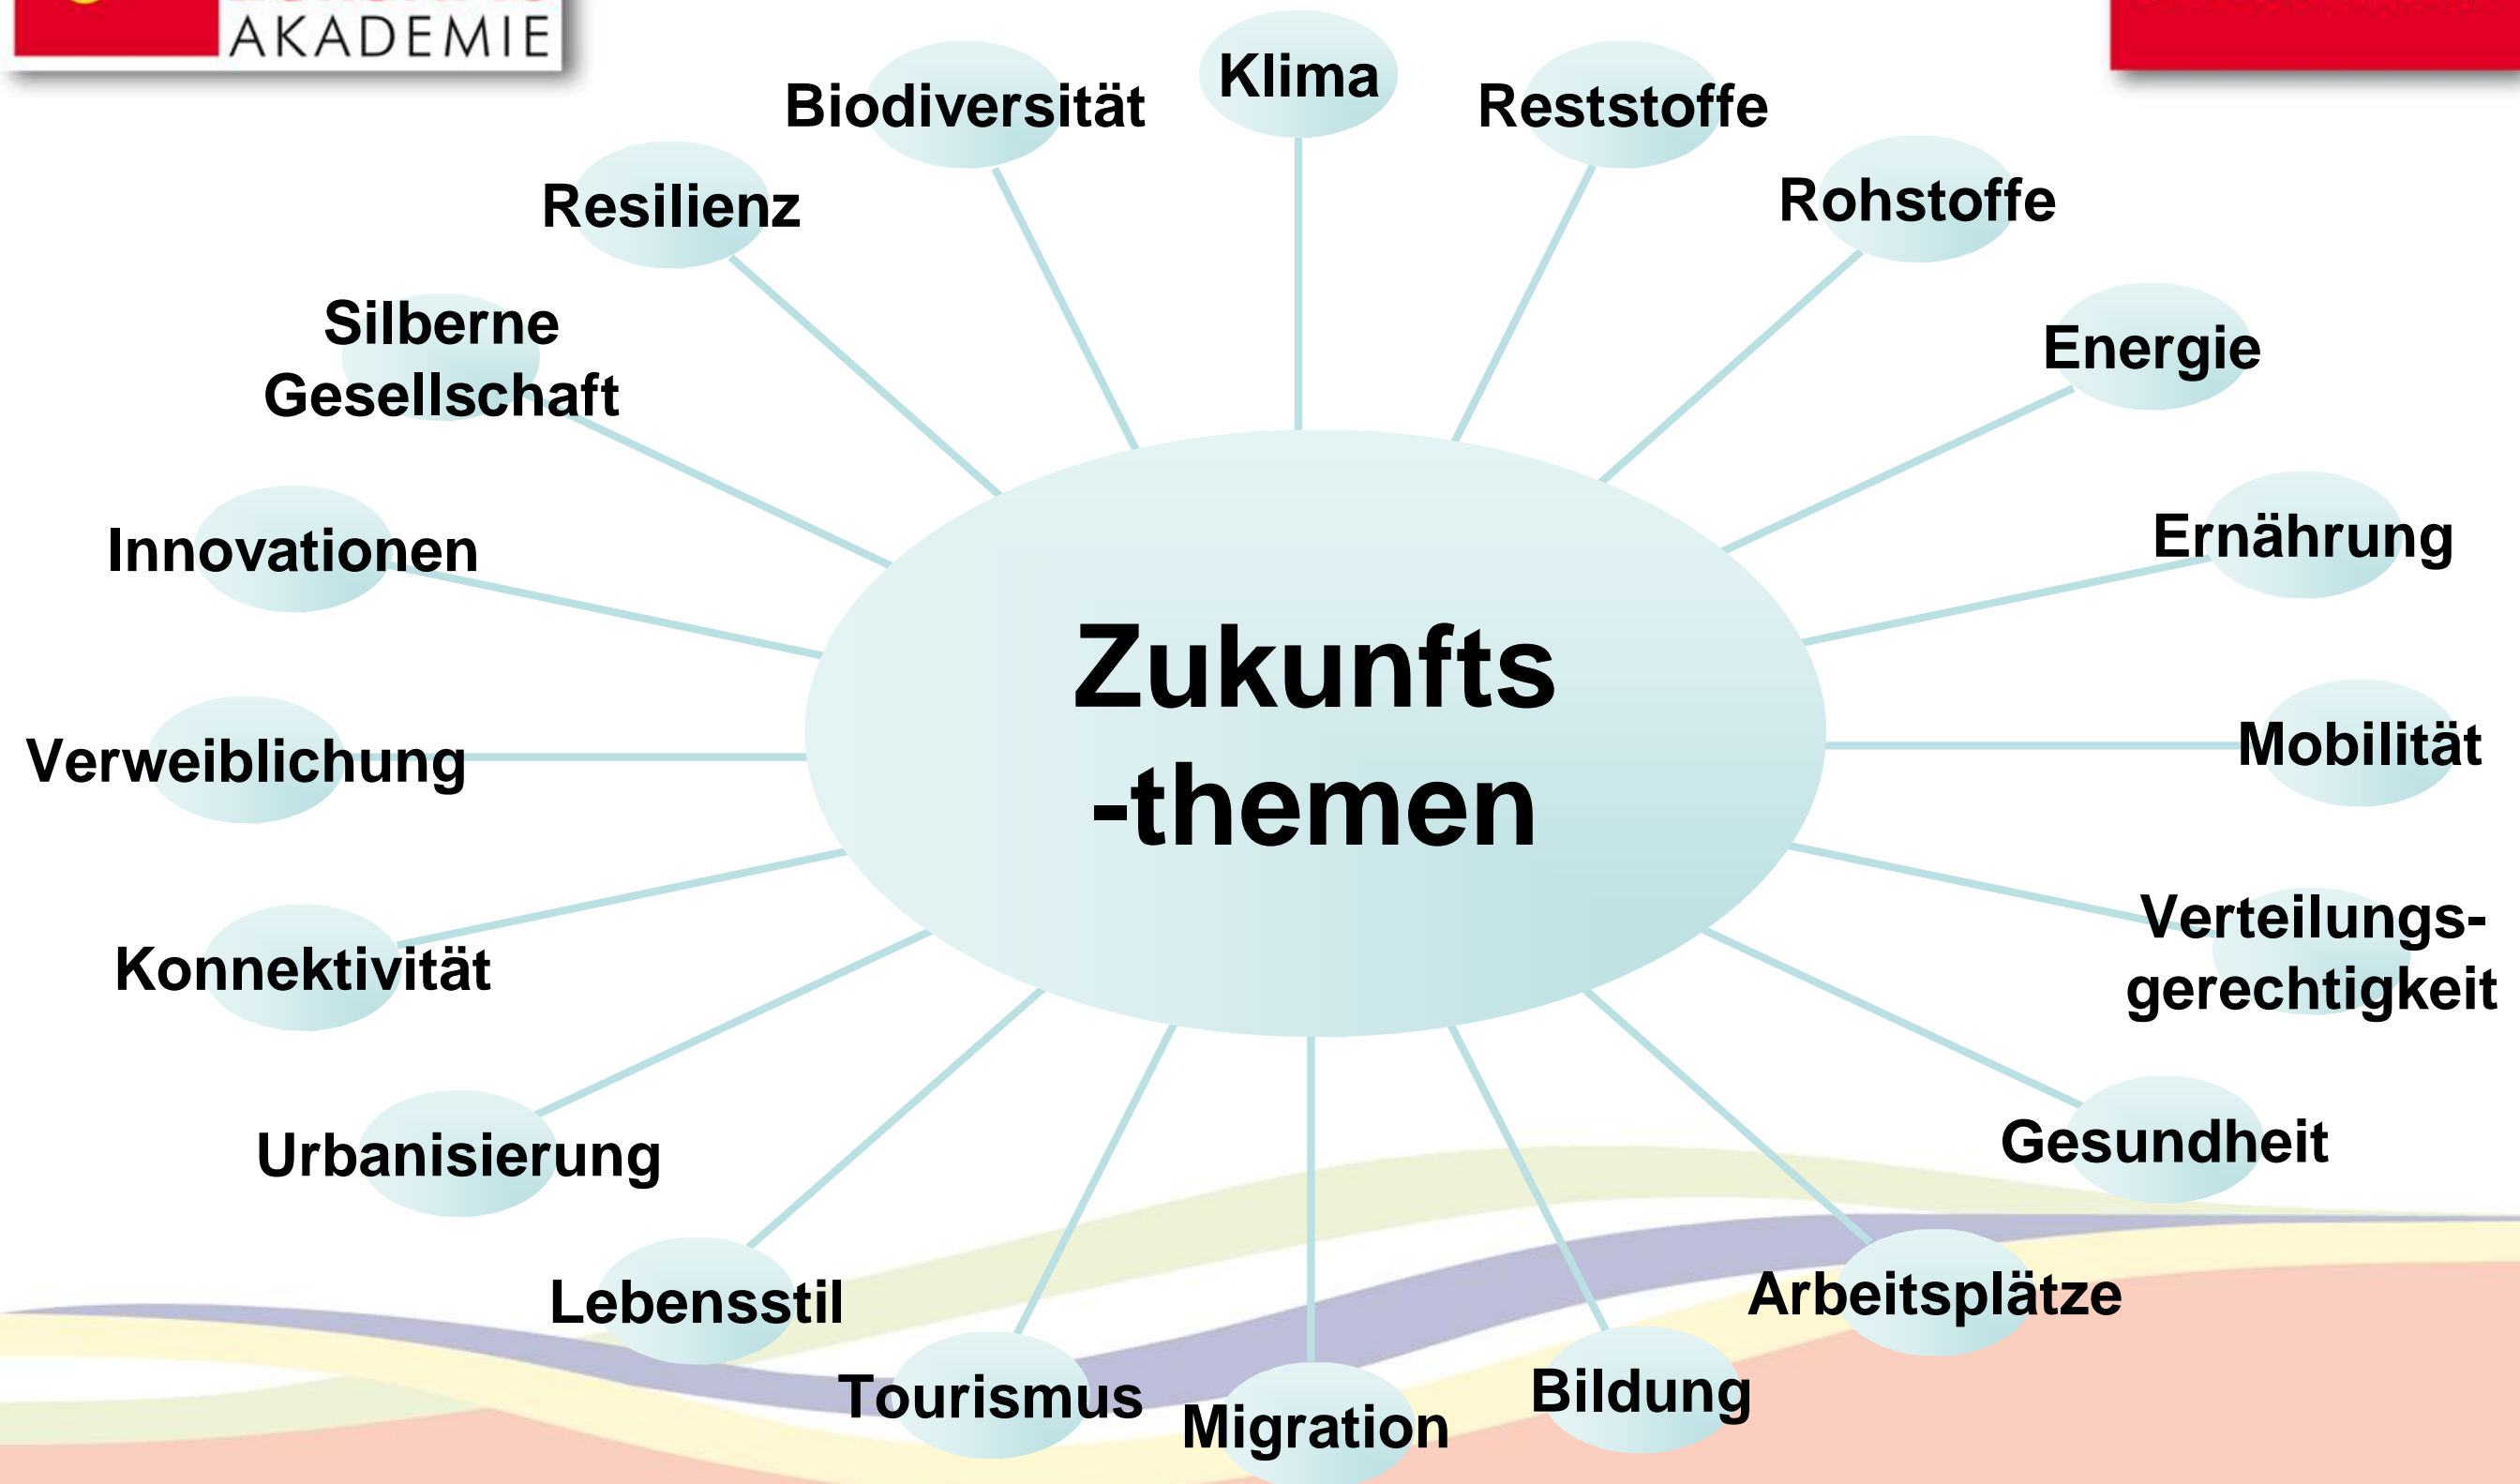 AKADEMIE
Klima
Biodiversität
Reststoffe
Resilienz
Rohstoffe
Silberne
Gesellschaft
Energie
Innovationen
Ernährung
Zukunfts
-themen
Verweiblichung
Mobilität
Konnektivität
Verteilungs-
gerechtigkeit
Urbanisierung
Gesundheit
Lebensstil
Arbeitsplätze
Tourismus
Migration
Bildung